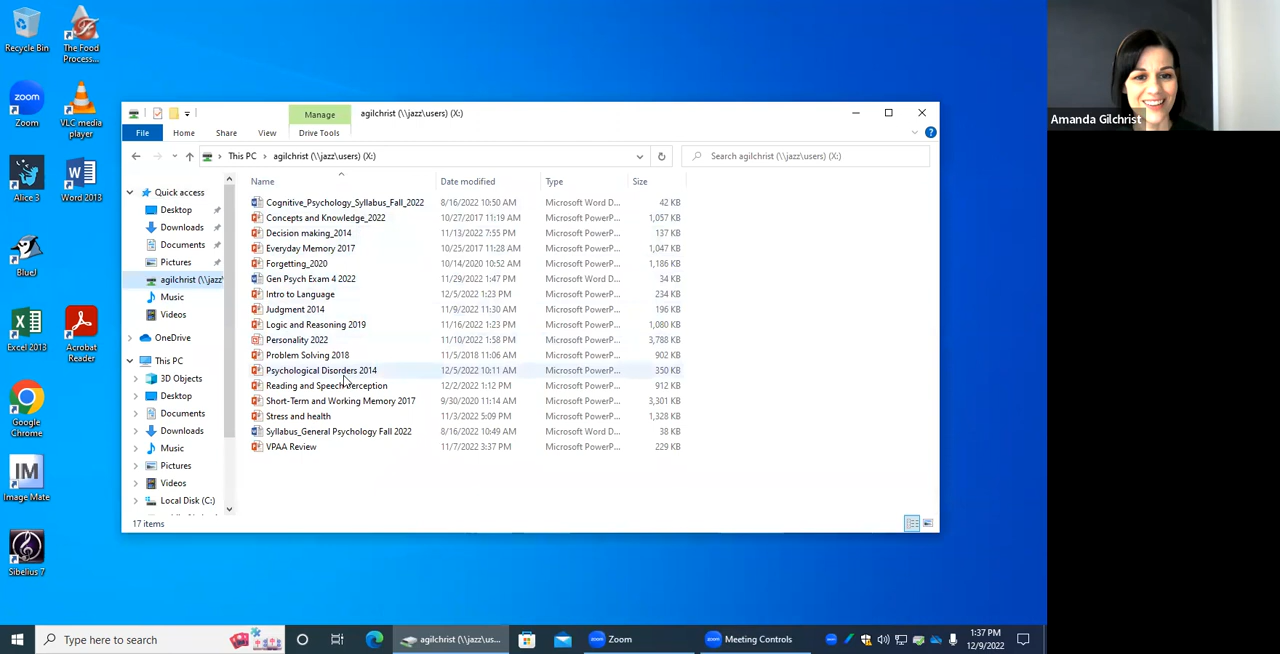 Recycle Bin
The Food
Process...
Zoom
VLC media
player
Alice 3
Word 2013
BlueJ
Excel 2013
Acrobat
Reader
Google
Chrome
Image Mate
Sibelius 7
Manage
agilchrist (\\jazz\users) (X:)
File
Home
Share
View
Drive Tools
This PC
agilchrist (\\jazz\users) (X:)
Search agilchrist (\\jazz\users) (X:)
Quick access
Desktop
Downloads
Documents
Pictures
agilchrist (\\jazz'
Music
Videos
OneDrive
This PC
3D Objects
Desktop
Documents
Downloads
Music
Pictures
Videos
Local Disk (C:)
Name Date modified Type Size
Cognitive_Psychology_Syllabus_Fall_2022 8/16/2022 10:50 AM Microsoft Word D... 42 KB
Concepts and Knowledge_2022 10/27/2017 11:19 AM Microsoft PowerP... 1,057 KB
Decision making_2014 11/13/2022 7:55 PM Microsoft PowerP... 137 KB
Everyday Memory 2017 10/25/2017 11:28 AM Microsoft PowerP... 1,047 KB
Forgetting_2020 10/14/2020 10:52 AM Microsoft PowerP... 1,186 KB
Gen Psych Exam 4 2022 11/29/2022 1:47 PM Microsoft Word D... 34 KB
Intro to Language 12/5/2022 1:23 PM Microsoft PowerP... 234 KB
Judgment 2014 11/9/2022 11:30 AM Microsoft PowerP... 196 KB
Logic and Reasoning 2019 11/16/2022 1:23 PM Microsoft PowerP... 1,080 KB
Personality 2022 11/10/2022 1:58 PM Microsoft PowerP... 3,788 KB
Problem Solving 2018 11/5/2018 11:06 AM Microsoft PowerP... 902 KB
Psychological Disorders 2014 12/5/2022 10:11 AM Microsoft PowerP... 350 KB
Reading and Speech Perception 12/2/2022 1:12 PM Microsoft PowerP... 912 KB
Short-Term and Working Memory 2017 9/30/2020 11:14 AM Microsoft PowerP... 3,301 KB
Stress and health 11/3/2022 5:09 PM Microsoft PowerP... 1,328 KB
Syllabus_General Psychology Fall 2022 8/16/2022 10:49 AM Microsoft Word D... 38 KB
VPAA Review 11/7/2022 3:37 PM Microsoft PowerP... 229 KB
17 items
Amanda Gilchrist
Type here to search
agilchrist (\\jazz\us...
Zoom
Meeting Controls
1:37 PM
12/9/2022